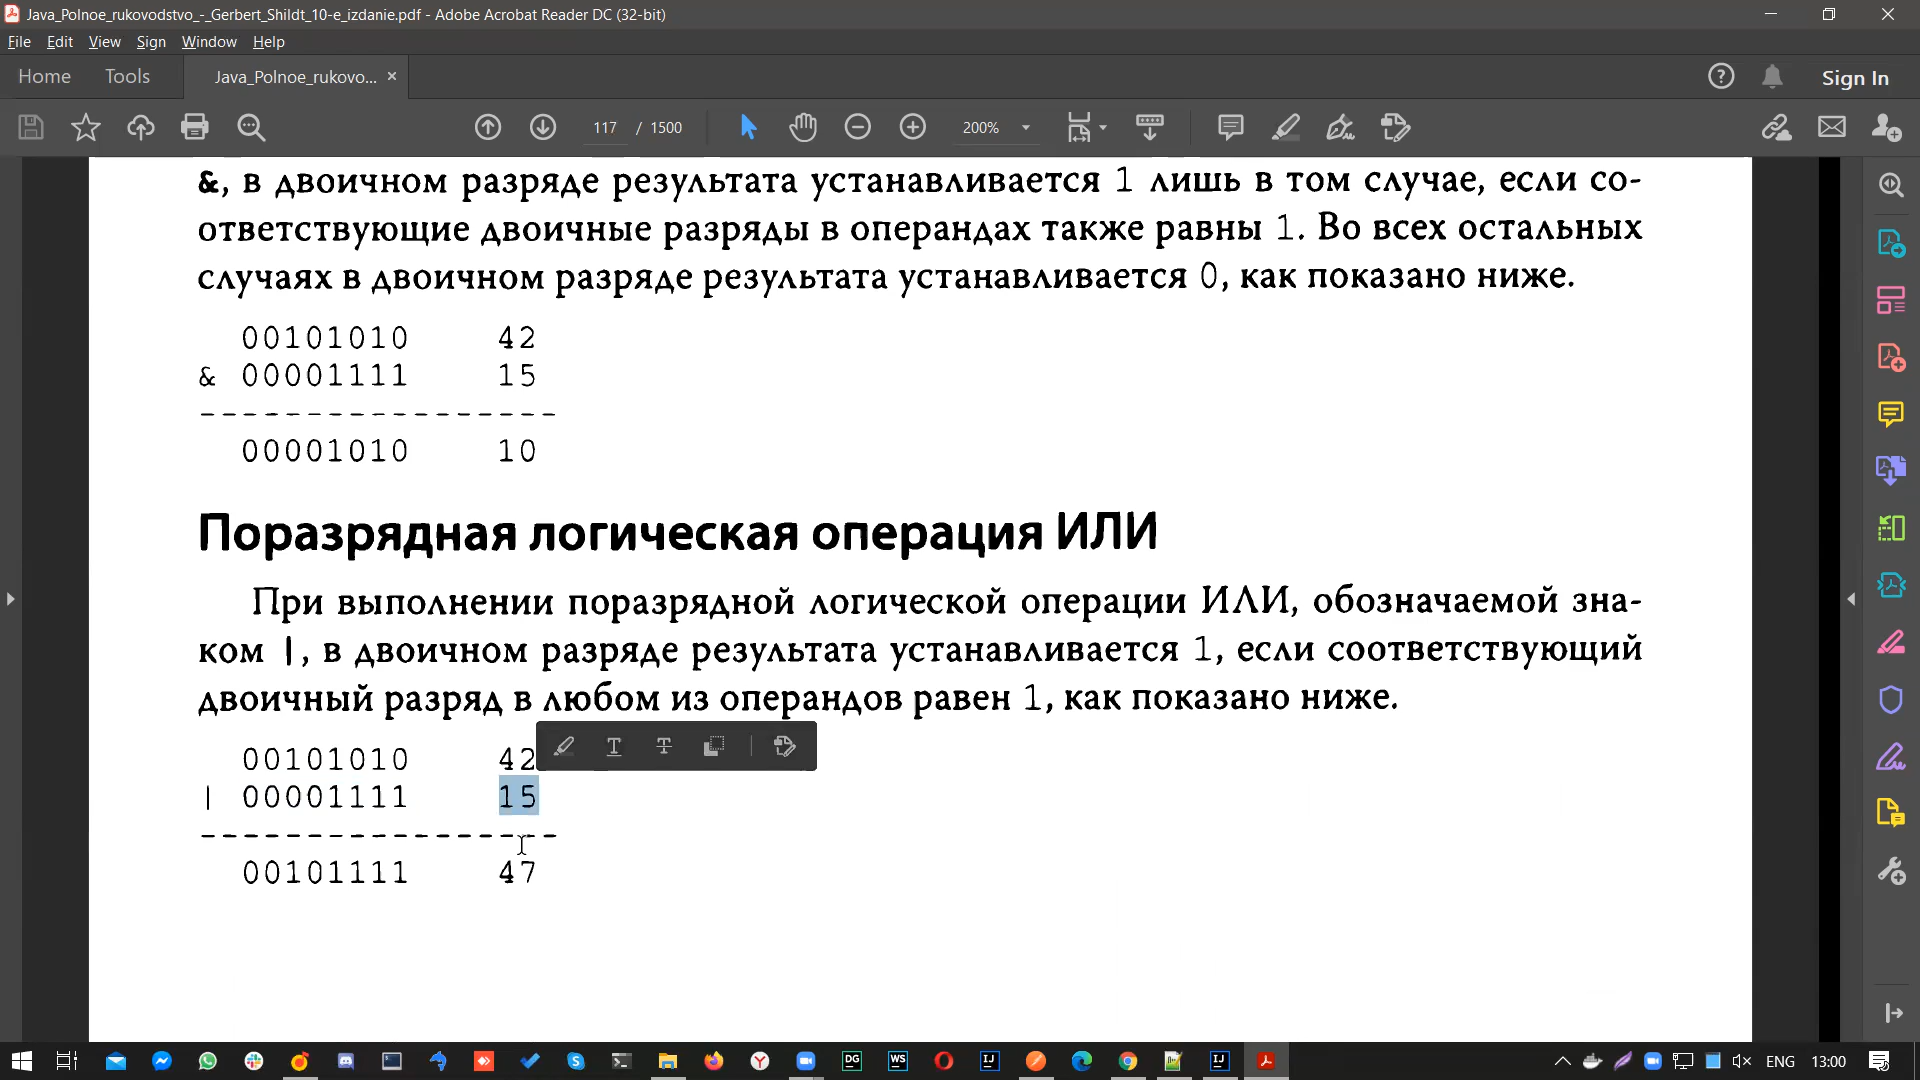 Java_Polnoe_rukovodstvo_-_Gerbert_Shildt_10-e_izdanie.pdf - Adobe Acrobat Reader DC (32-bit)
File Edit View Sign Window Help
Home Tools Java_Polnoe_rukovo... × Sign In
117 / 1500 200%
&, в двоичном разряде результата устанавливается 1 лишь в том случае, если со-
ответствующие двоичные разряды в операндах также равны 1. Во всех остальных
случаях в двоичном разряде результата устанавливается 0, как показано ниже.
00101010 42
& 00001111 15
-----------------
00001010 10
Поразрядная логическая операция ИЛИ
При выполнении поразрядной логической операции ИЛИ, обозначаемой зна-
ком |, в двоичном разряде результата устанавливается 1, если соответствующий
двоичный разряд в любом из операндов равен 1, как показано ниже.
00101010 42
| 00001111 15
-----------------
00101111 47
DG WS IJ IJ ENG 13:00